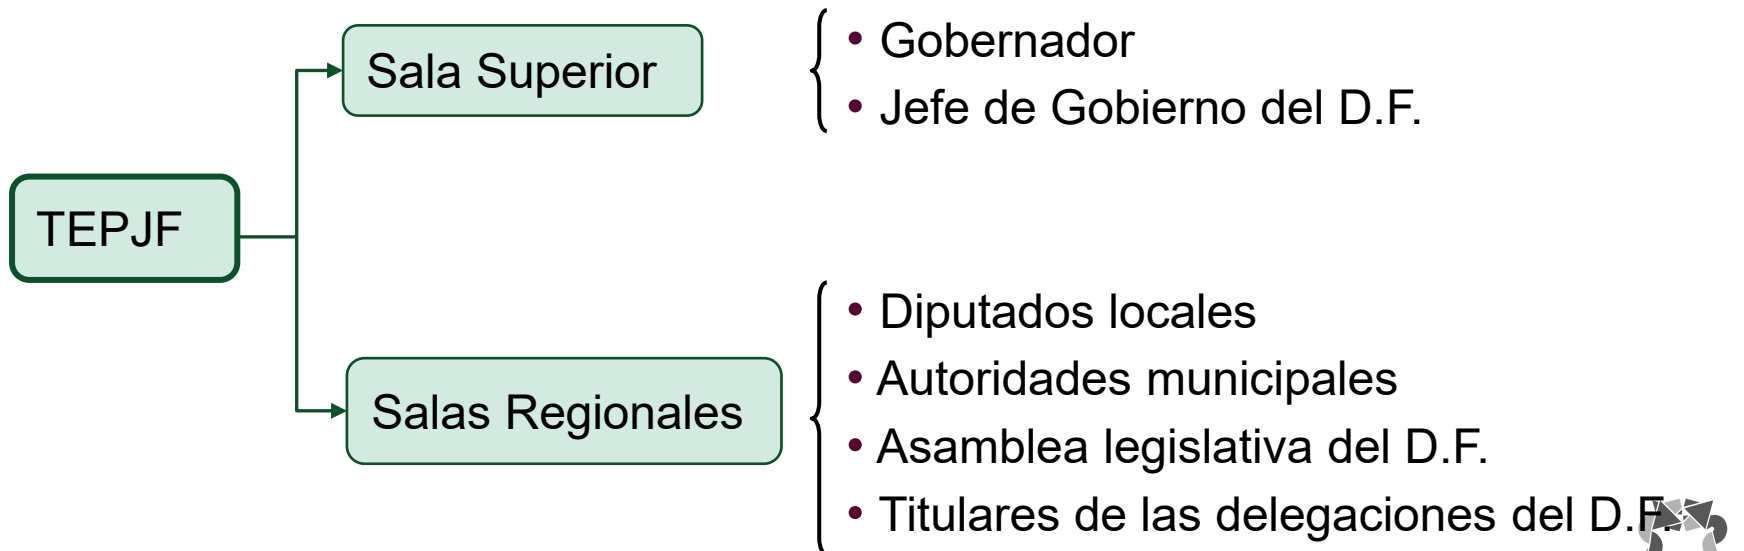 • Gobernador
Sala Superior
• Jefe de Gobierno del D.F.
TEPJF
• Diputados locales
• Autoridades municipales
Salas Regionales
• Asamblea legislativa del D.F.
• Titulares de las delegaciones del D.F.